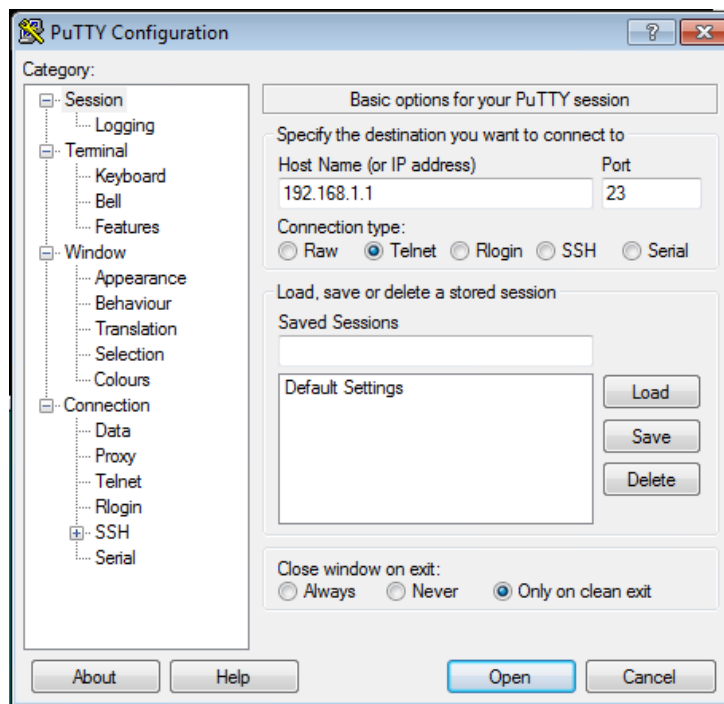 PuTTY Configuration
Category:
Session
Logging
Terminal
Keyboard
Bell
Features
Window
Appearance
Behaviour
Translation
Selection
Colours
Connection
Data
Proxy
Telnet
Rlogin
SSH
Serial
Basic options for your PuTTY session
Specify the destination you want to connect to
Host Name (or IP address) Port
192.168.1.1 23
Connection type:
Raw Telnet Rlogin SSH Serial
Load, save or delete a stored session
Saved Sessions
Default Settings
Load
Save
Delete
Close window on exit:
Always Never Only on clean exit
About Help Open Cancel